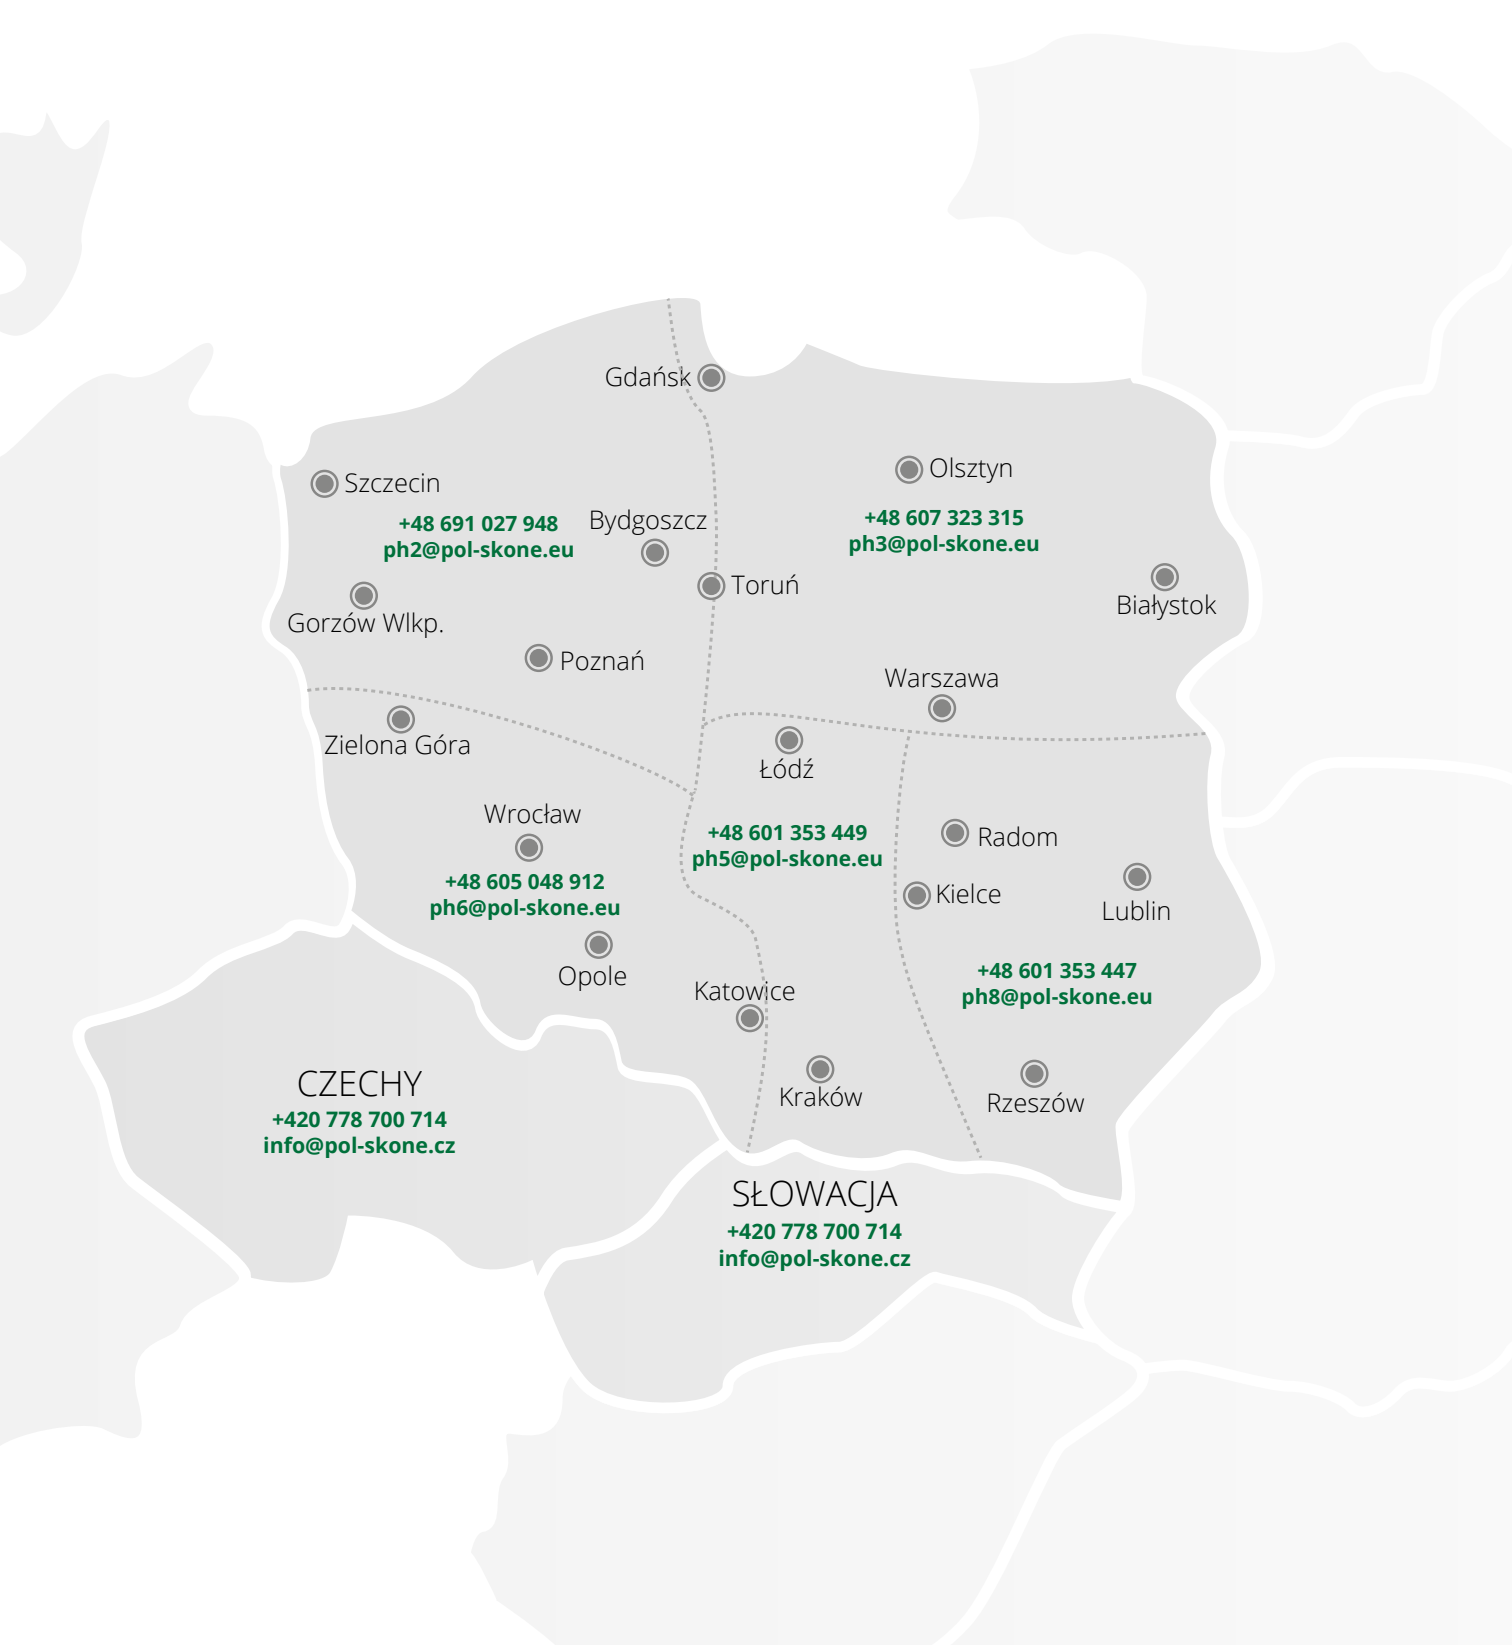 Gdańsk
Szczecin
Olsztyn
+48 691 027 948
ph2@pol-skone.eu
Bydgoszcz
+48 607 323 315
ph3@pol-skone.eu
Toruń
Białystok
Gorzów Wlkp.
Poznań
Warszawa
Zielona Góra
Łódź
Wrocław
+48 601 353 449
ph5@pol-skone.eu
Radom
+48 605 048 912
ph6@pol-skone.eu
Kielce
Lublin
Opole
Katowice
+48 601 353 447
ph8@pol-skone.eu
Kraków
Rzeszów
CZECHY
+420 778 700 714
info@pol-skone.cz
SŁOWACJA
+420 778 700 714
info@pol-skone.cz